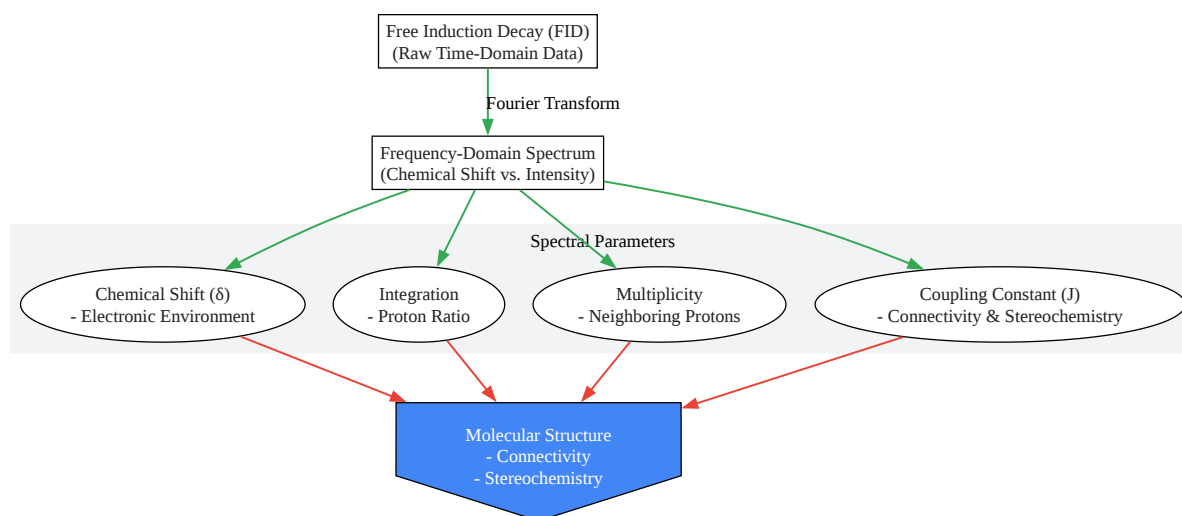 Free Induction Decay (FID)
(Raw Time-Domain Data)
Fourier Transform
Frequency-Domain Spectrum
(Chemical Shift vs. Intensity)
Spectral Parameters
Chemical Shift (δ)
- Electronic Environment
Integration
- Proton Ratio
Multiplicity
- Neighboring Protons
Coupling Constant (J)
- Connectivity & Stereochemistry
Molecular Structure
- Connectivity
- Stereochemistry